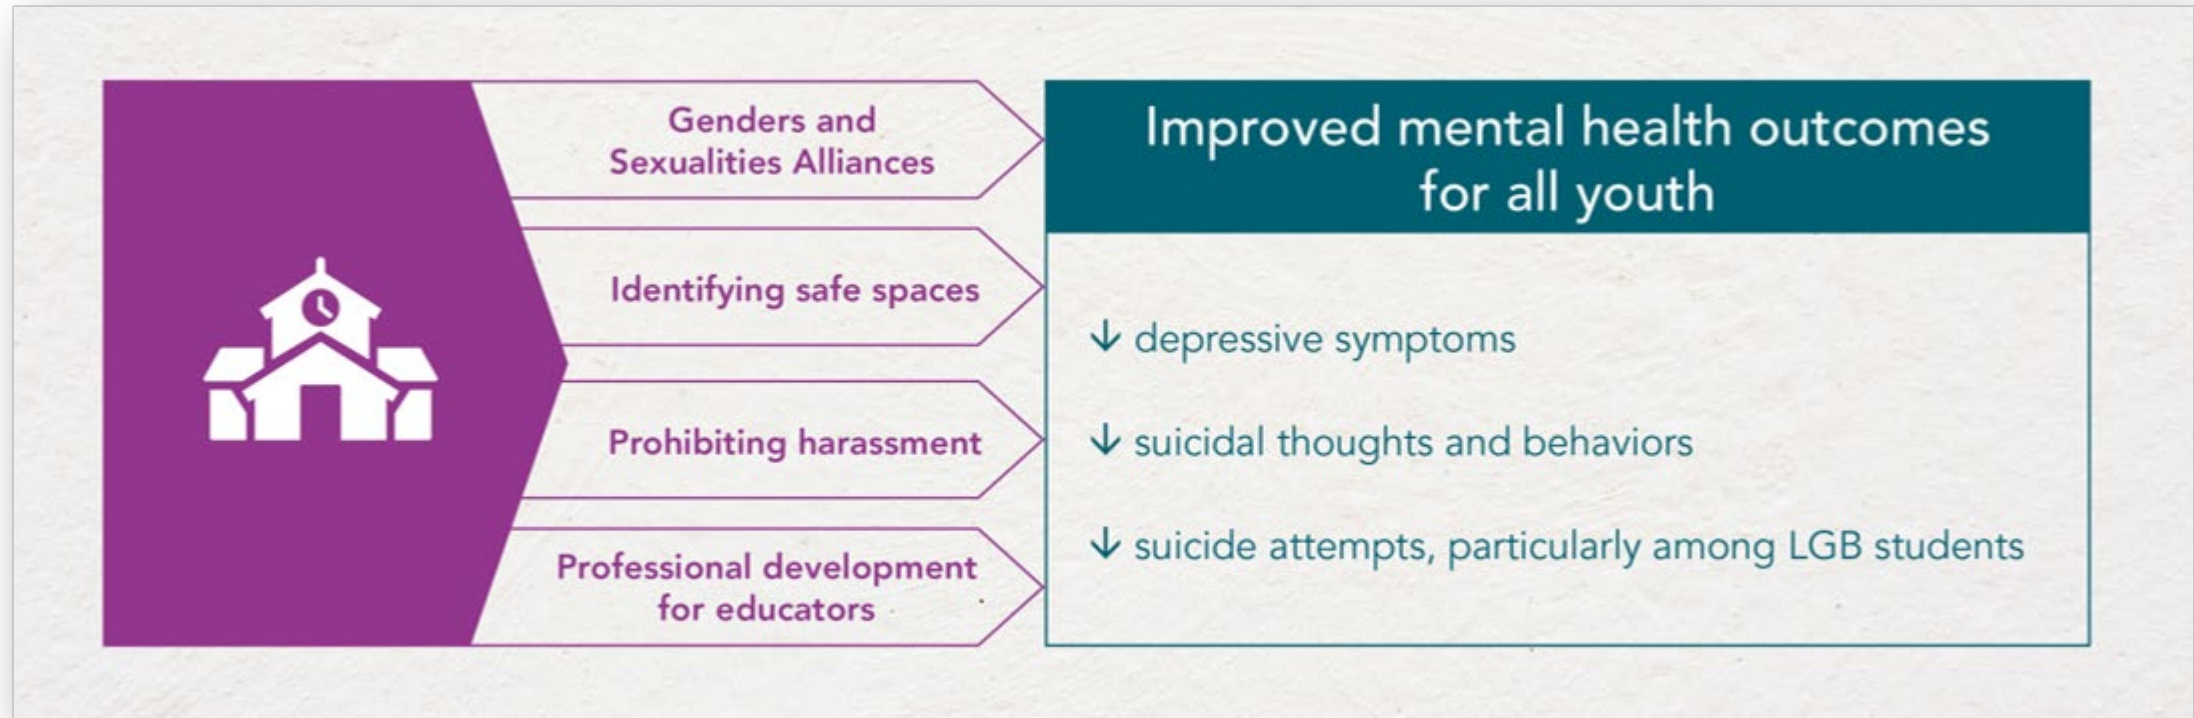 Genders and
Sexualities Alliances
Identifying safe spaces
Prohibiting harassment
Professional development
for educators
Improved mental health outcomes
for all youth
↓ depressive symptoms
↓ suicidal thoughts and behaviors
↓ suicide attempts, particularly among LGB students